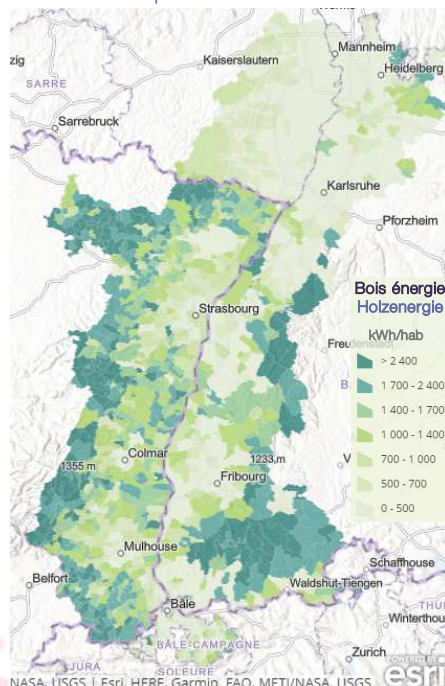 Mannheim
Kaiserslautern
Heidelberg
SARRE
Sarrebruck
Karlsruhe
Pforzheim
Bois énergie
Holzenergie
kWh/hab
> 2 400
1 700 - 2 400
1 400 - 1 700
1 000 - 1 400
700 - 1 000
500 - 700
0 - 500
Strasbourg
Colmar
1355 m
1233 m
Fribourg
Mulhouse
Belfort
Schaffhouse
Waldshut-Tiengen
Bâle
BÂLE-CAMPAGNE
Winterthou
JURA
SOLEURE
Zurich
POWERED BY
esri
NASA, USGS | Esri, HERE, Garmin, FAO, METI/NASA, USGS